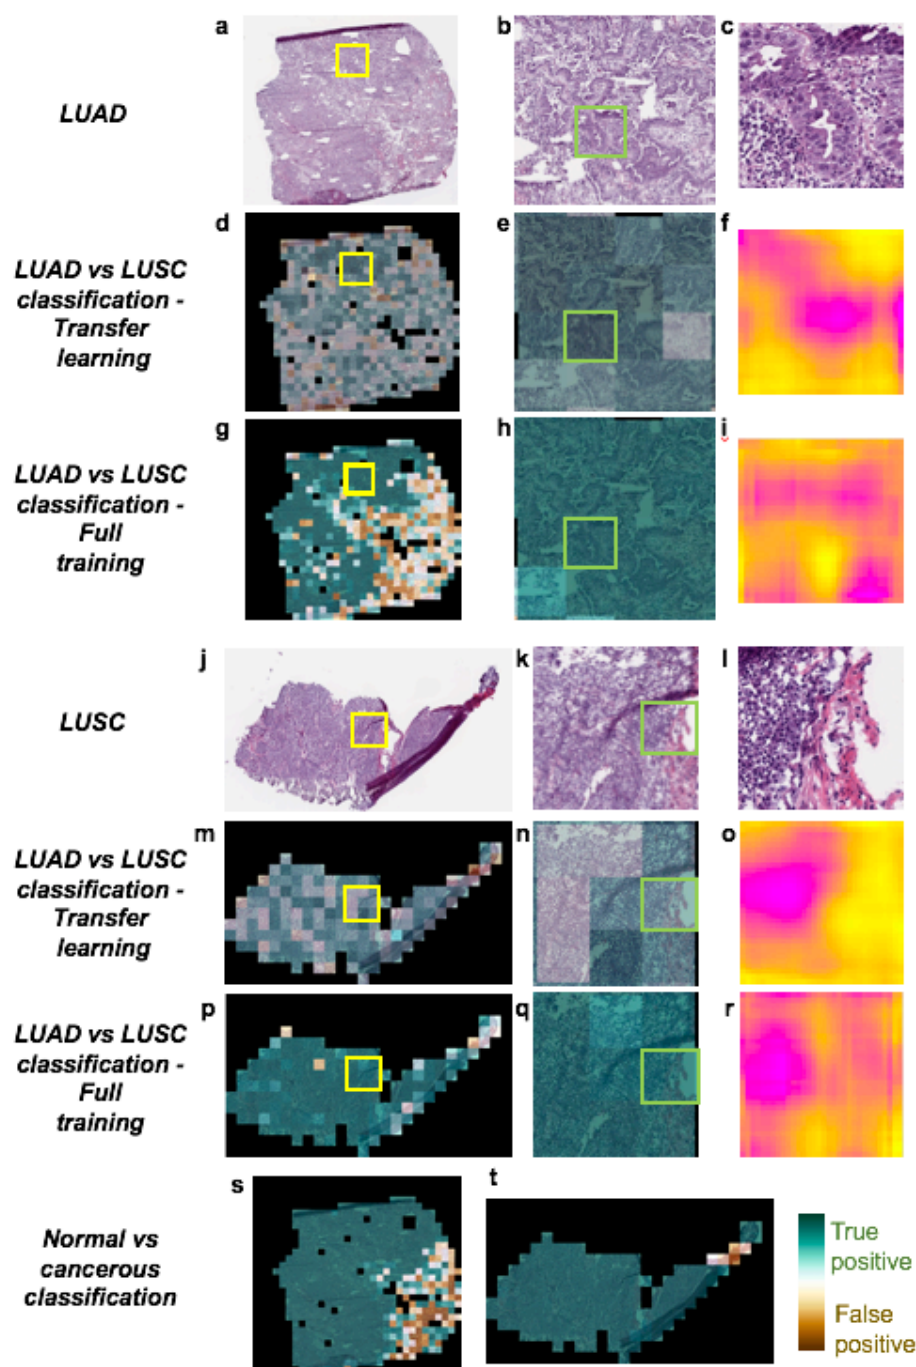 a
b
c
LUAD
d
e
f
LUAD vs LUSC
classification -
Transfer
learning
g
h
i
LUAD vs LUSC
classification -
Full
training
j
k
l
LUSC
m
n
o
LUAD vs LUSC
classification -
Transfer
learning
p
q
r
LUAD vs LUSC
classification -
Full
training
s
t
Normal vs
cancerous
classification
True
positive
False
positive